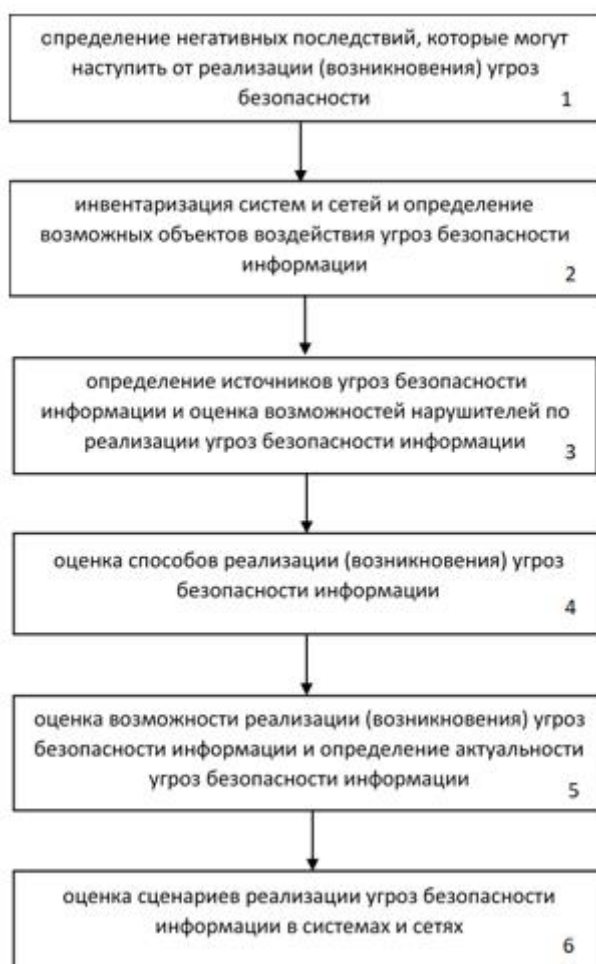 определение негативных последствий, которые могут
наступить от реализации (возникновения) угроз
безопасности
1
инвентаризация систем и сетей и определение
возможных объектов воздействия угроз безопасности
информации
2
определение источников угроз безопасности
информации и оценка возможностей нарушителей по
реализации угроз безопасности информации
3
оценка способов реализации (возникновения) угроз
безопасности информации
4
оценка возможности реализации (возникновения) угроз
безопасности информации и определение актуальности
угроз безопасности информации
5
оценка сценариев реализации угроз безопасности
информации в системах и сетях
6